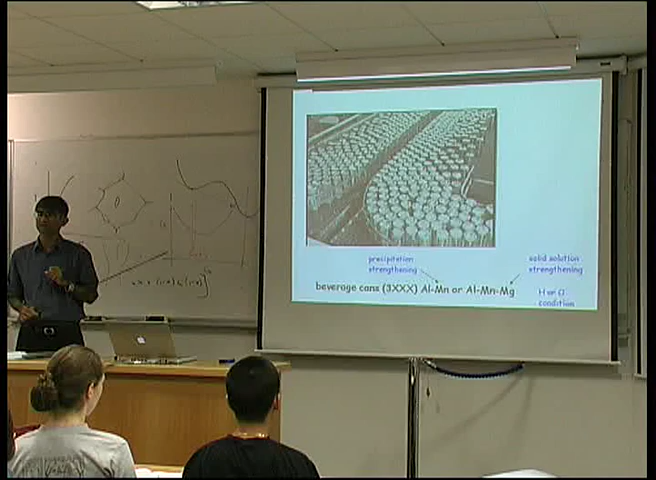 precipitation
strengthening
solid solution
strengthening
beverage cans (3XXX) Al-Mn or Al-Mn-Mg
H or O
condition